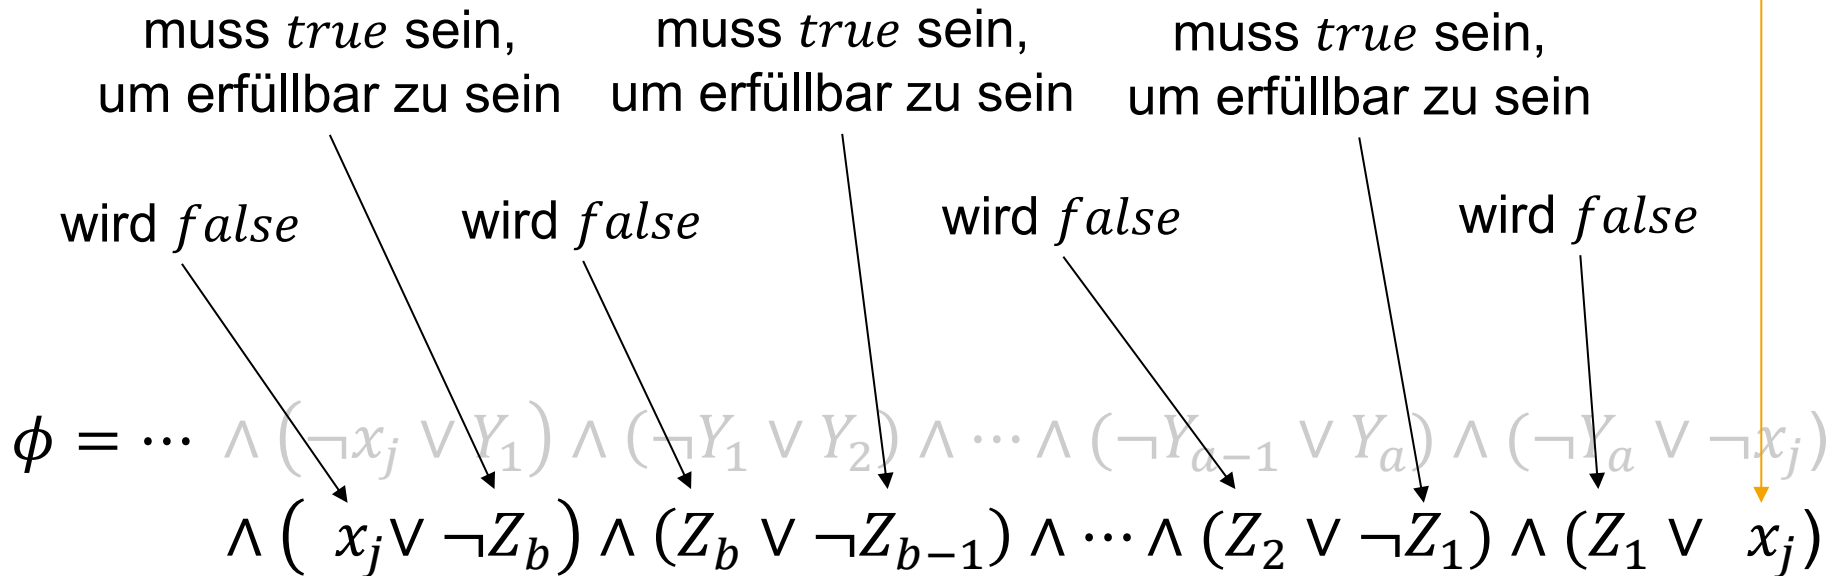 muss true sein, muss true sein, muss true sein,
um erfüllbar zu sein um erfüllbar zu sein um erfüllbar zu sein
wird false wird false wird false wird false
ϕ = ⋯ ∧ (¬x_j ∨ Y_1) ∧ (¬Y_1 ∨ Y_2) ∧ ⋯ ∧ (¬Y_{a−1} ∨ Y_a) ∧ (¬Y_a ∨ ¬x_j)
∧ ( x_j ∨ ¬Z_b) ∧ (Z_b ∨ ¬Z_{b−1}) ∧ ⋯ ∧ (Z_2 ∨ ¬Z_1) ∧ (Z_1 ∨ x_j)